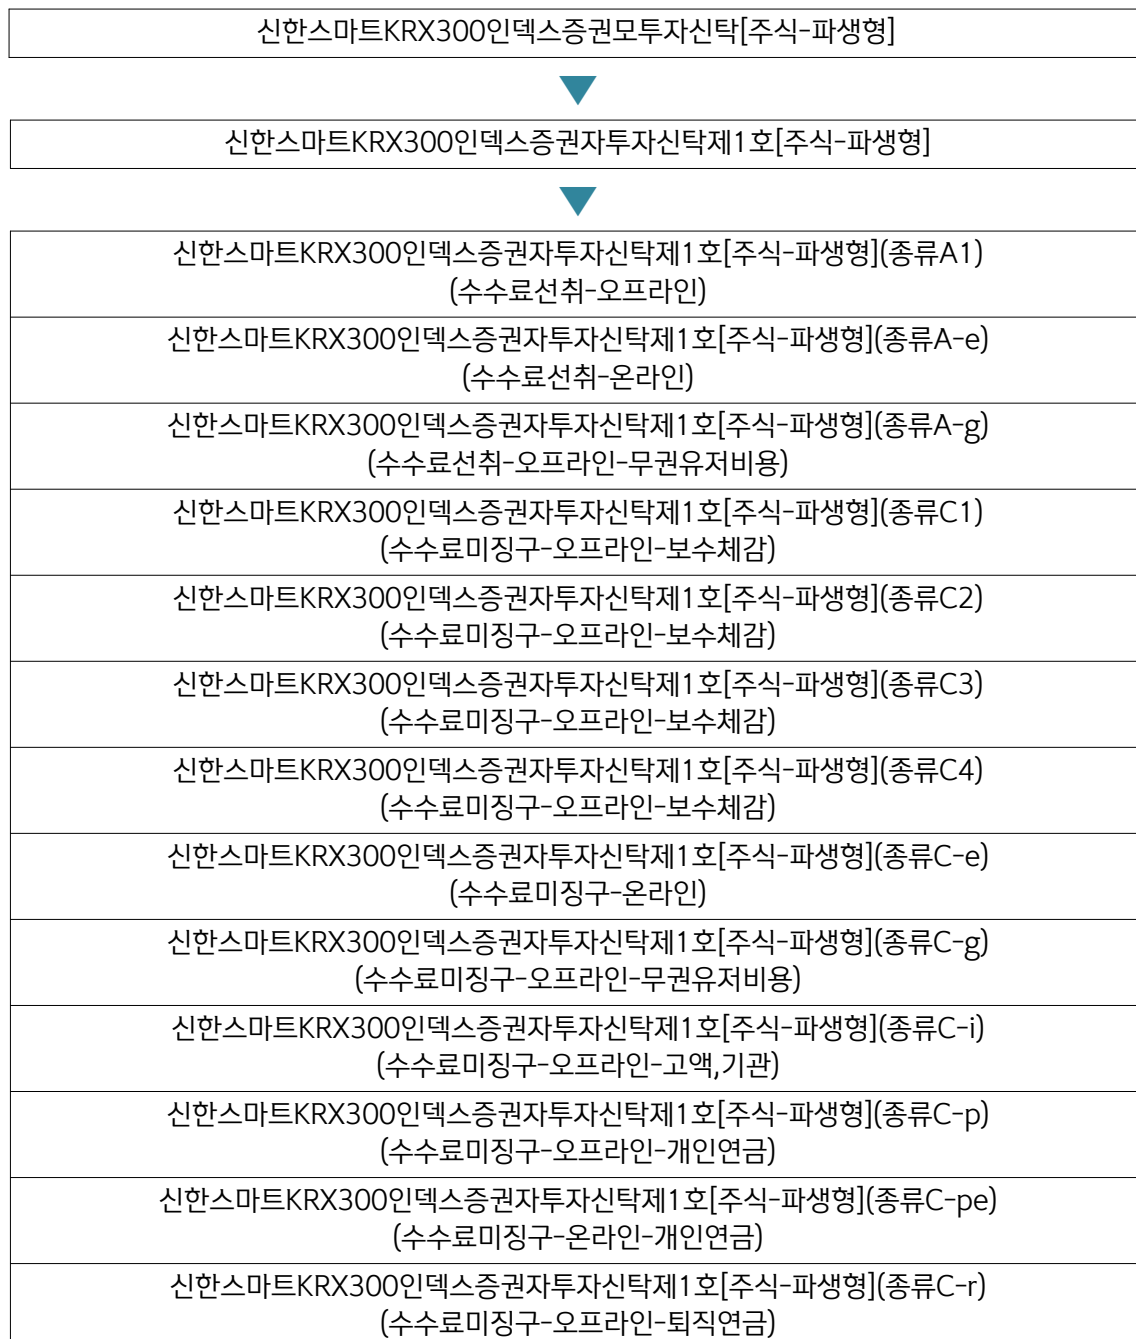 신한스마트KRX300인덱스증권모투자신탁[주식-파생형]
신한스마트KRX300인덱스증권자투자신탁제1호[주식-파생형]
신한스마트KRX300인덱스증권자투자신탁제1호[주식-파생형](종류A1)
(수수료선취-오프라인)
신한스마트KRX300인덱스증권자투자신탁제1호[주식-파생형](종류A-e)
(수수료선취-온라인)
신한스마트KRX300인덱스증권자투자신탁제1호[주식-파생형](종류A-g)
(수수료선취-오프라인-무권유저비용)
신한스마트KRX300인덱스증권자투자신탁제1호[주식-파생형](종류C1)
(수수료미징구-오프라인-보수체감)
신한스마트KRX300인덱스증권자투자신탁제1호[주식-파생형](종류C2)
(수수료미징구-오프라인-보수체감)
신한스마트KRX300인덱스증권자투자신탁제1호[주식-파생형](종류C3)
(수수료미징구-오프라인-보수체감)
신한스마트KRX300인덱스증권자투자신탁제1호[주식-파생형](종류C4)
(수수료미징구-오프라인-보수체감)
신한스마트KRX300인덱스증권자투자신탁제1호[주식-파생형](종류C-e)
(수수료미징구-온라인)
신한스마트KRX300인덱스증권자투자신탁제1호[주식-파생형](종류C-g)
(수수료미징구-오프라인-무권유저비용)
신한스마트KRX300인덱스증권자투자신탁제1호[주식-파생형](종류C-i)
(수수료미징구-오프라인-고액,기관)
신한스마트KRX300인덱스증권자투자신탁제1호[주식-파생형](종류C-p)
(수수료미징구-오프라인-개인연금)
신한스마트KRX300인덱스증권자투자신탁제1호[주식-파생형](종류C-pe)
(수수료미징구-온라인-개인연금)
신한스마트KRX300인덱스증권자투자신탁제1호[주식-파생형](종류C-r)
(수수료미징구-오프라인-퇴직연금)